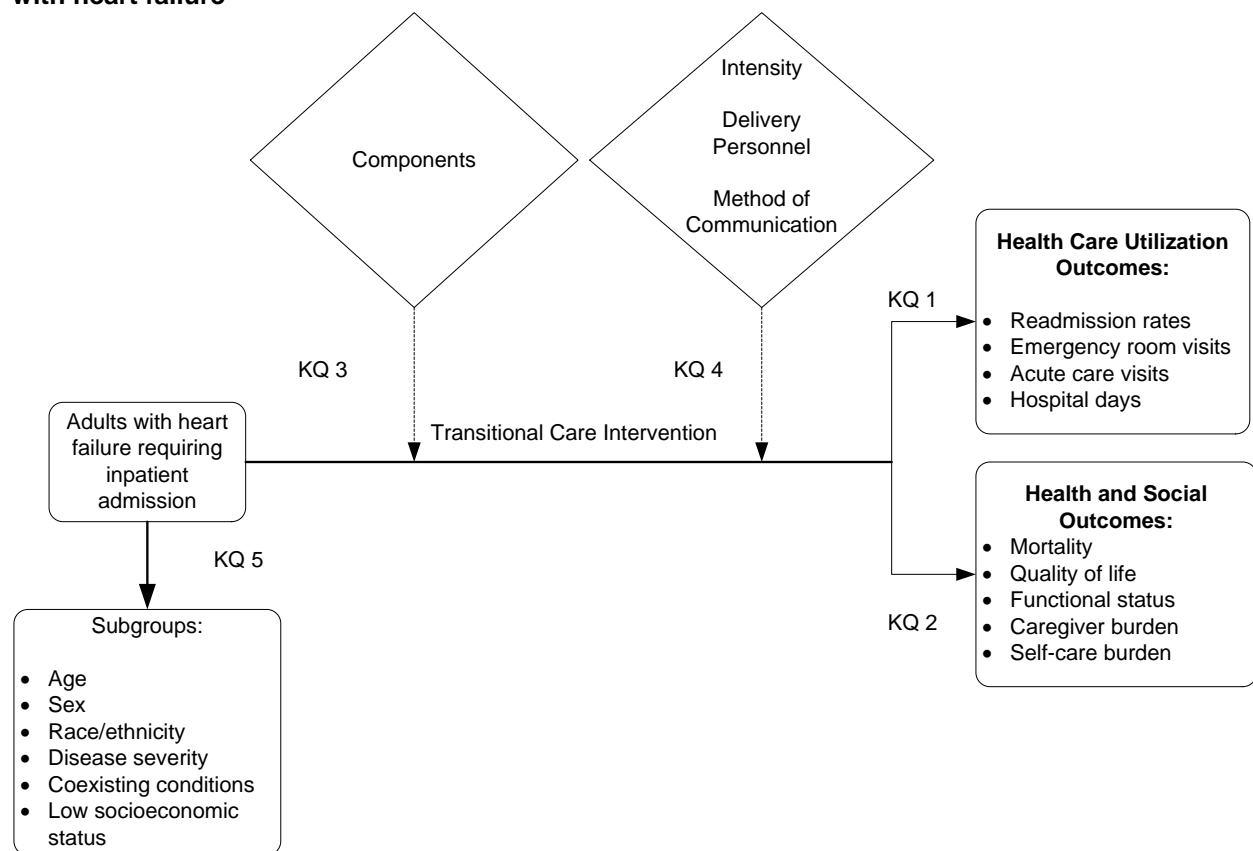 with heart failure
Components
Intensity
Delivery
Personnel
Method of
Communication
KQ 3
KQ 4
KQ 1
Health Care Utilization
Outcomes:
• Readmission rates
• Emergency room visits
• Acute care visits
• Hospital days
Adults with heart
failure requiring
inpatient
admission
Transitional Care Intervention
KQ 2
Health and Social
Outcomes:
• Mortality
• Quality of life
• Functional status
• Caregiver burden
• Self-care burden
KQ 5
Subgroups:
• Age
• Sex
• Race/ethnicity
• Disease severity
• Coexisting conditions
• Low socioeconomic
status